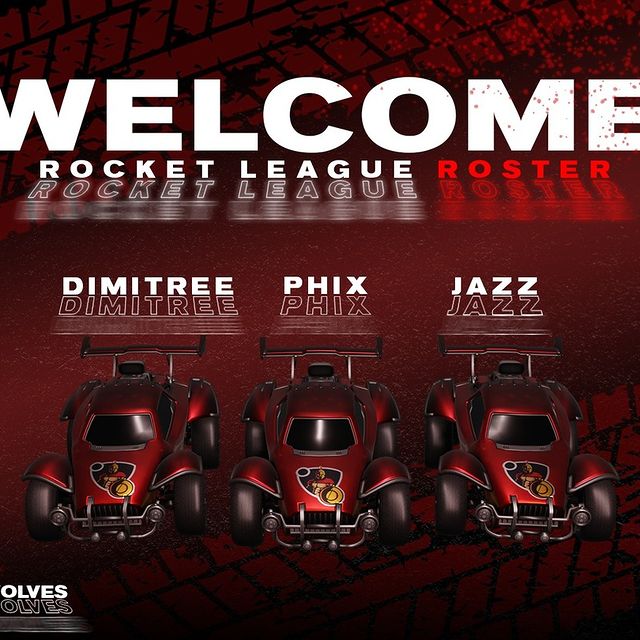 WELCOME
ROCKET LEAGUE ROSTER
ROCKET LEAGUE ROSTER
DIMITREE
DIMITREE
PHIX
PHIX
JAZZ
JAZZ
OLVES
OLVES